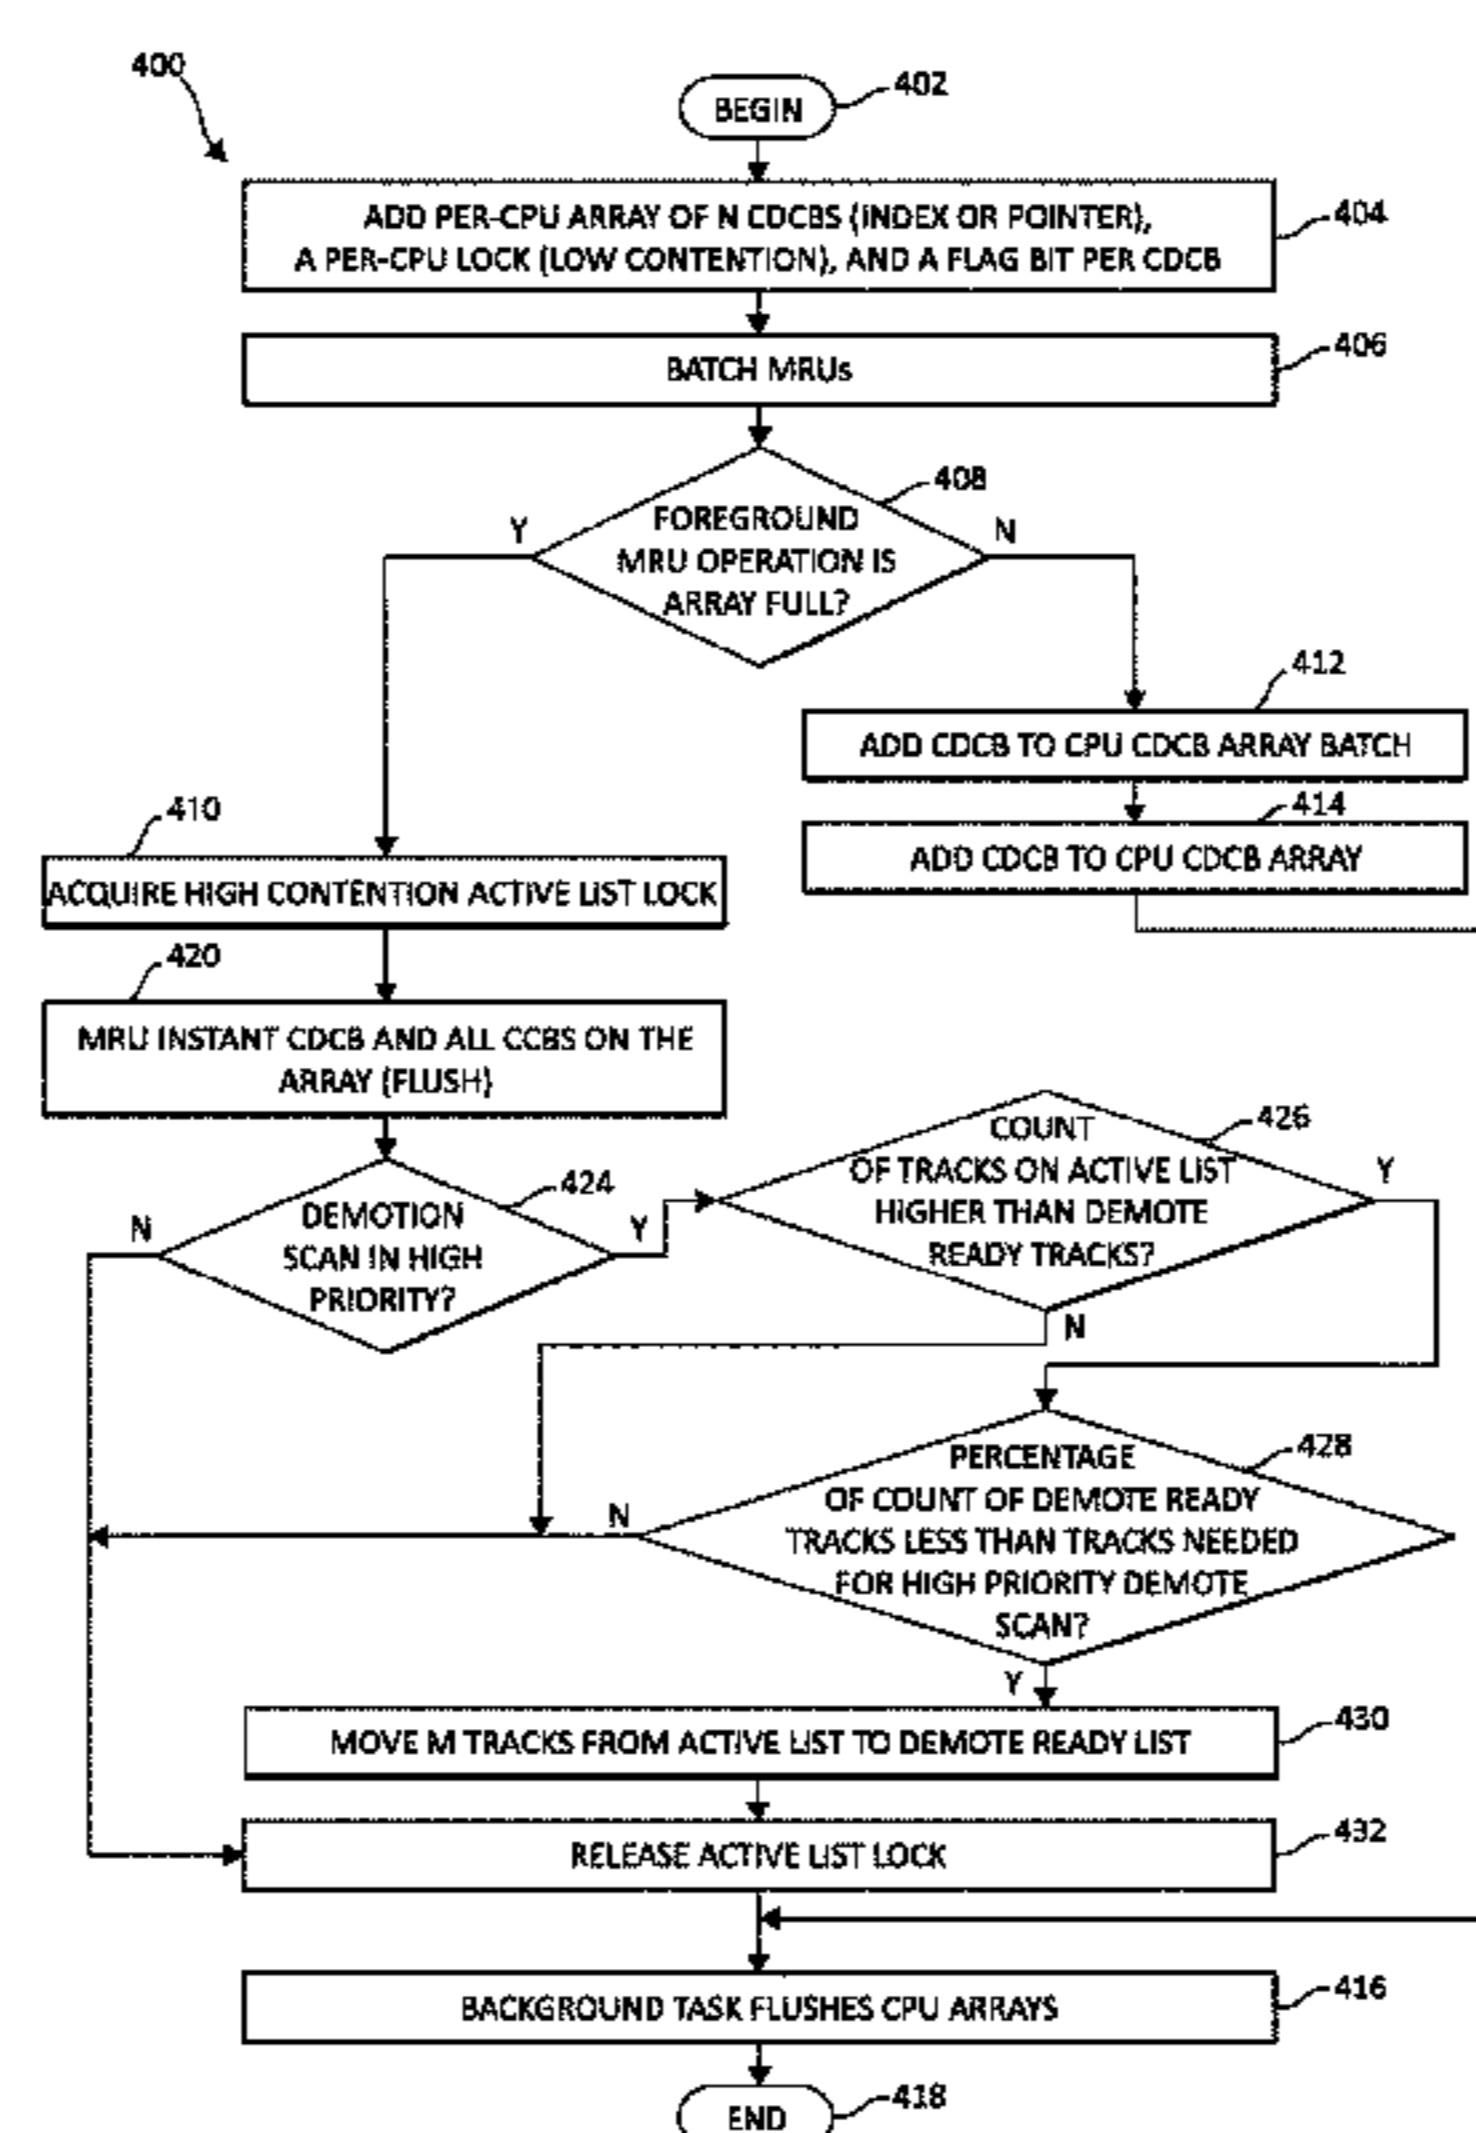 400
BEGIN
402
ADD PER-CPU ARRAY OF N CDCBS (INDEX OR POINTER),
A PER-CPU LOCK (LOW CONTENTION), AND A FLAG BIT PER CDCB
404
BATCH MRUs
406
408
FOREGROUND
MRU OPERATION IS
ARRAY FULL?
Y
N
412
ADD CDCB TO CPU CDCB ARRAY BATCH
414
ADD CDCB TO CPU CDCB ARRAY
410
ACQUIRE HIGH CONTENTION ACTIVE LIST LOCK
420
MRU INSTANT CDCB AND ALL CCBS ON THE
ARRAY (FLUSH)
424
DEMOTION
SCAN IN HIGH
PRIORITY?
N
Y
426
COUNT
OF TRACKS ON ACTIVE LIST
HIGHER THAN DEMOTE
READY TRACKS?
Y
N
428
PERCENTAGE
OF COUNT OF DEMOTE READY
TRACKS LESS THAN TRACKS NEEDED
FOR HIGH PRIORITY DEMOTE
SCAN?
N
Y
MOVE M TRACKS FROM ACTIVE LIST TO DEMOTE READY LIST
430
RELEASE ACTIVE LIST LOCK
432
BACKGROUND TASK FLUSHES CPU ARRAYS
416
END
418